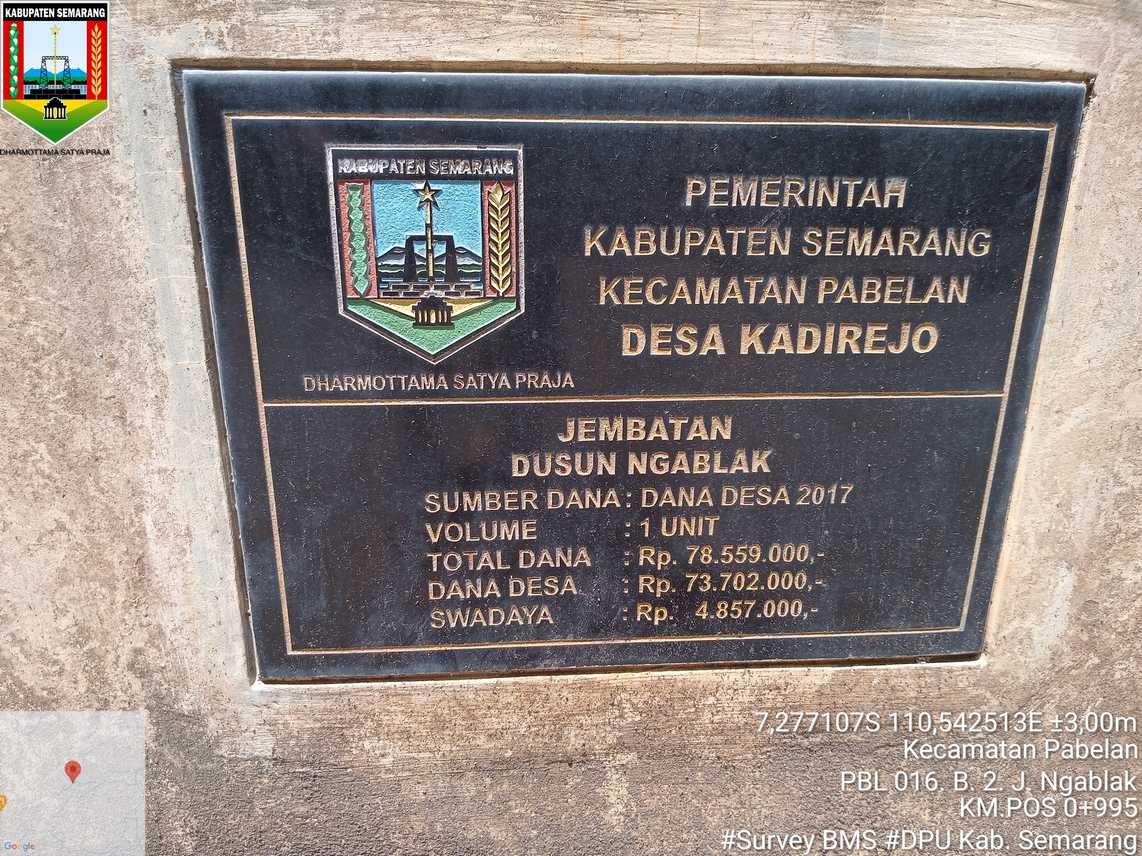 KABUPATEN SEMARANG
DHARMOTTAMA SATYA PRAJA
KABUPATEN SEMARANG
DHARMOTTAMA SATYA PRAJA
PEMERINTAH
KABUPATEN SEMARANG
KECAMATAN PABELAN
DESA KADIREJO
JEMBATAN
DUSUN NGABLAK
SUMBER DANA : DANA DESA 2017
VOLUME : 1 UNIT
TOTAL DANA : Rp. 78.559.000,-
DANA DESA : Rp. 73.702.000,-
SWADAYA : Rp. 4.857.000,-
7,277107S 110,542513E ±3,00m
Kecamatan Pabelan
PBL 016. B. 2. J. Ngablak
KM.POS 0+995
#Survey BMS #DPU Kab. Semarang
Google